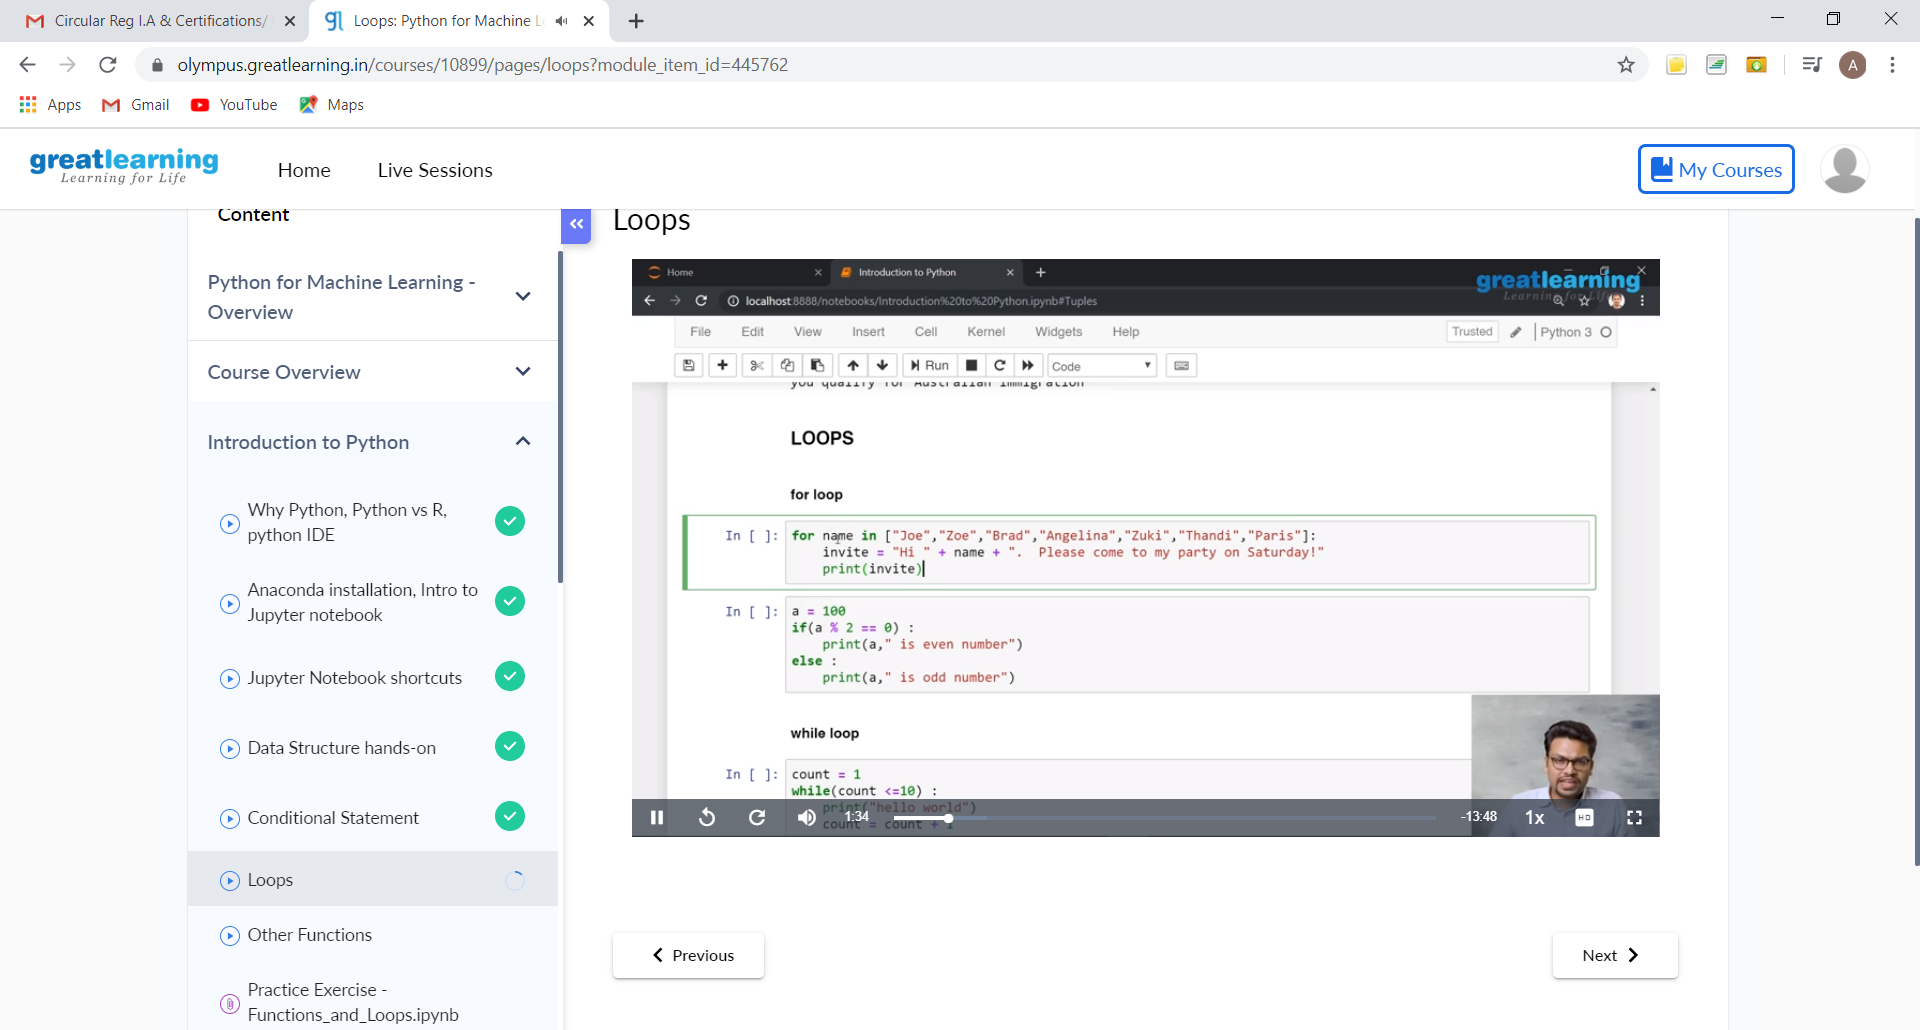 Circular Reg I.A & Certifications/
Loops: Python for Machine L
olympus.greatlearning.in/courses/10899/pages/loops?module_item_id=445762
A
Apps
Gmail
YouTube
Maps
greatlearning
Learning for Life
Home
Live Sessions
My Courses
Content
Python for Machine Learning -
Overview
Course Overview
Introduction to Python
Why Python, Python vs R,
python IDE
Anaconda installation, Intro to
Jupyter notebook
Jupyter Notebook shortcuts
Data Structure hands-on
Conditional Statement
Loops
Other Functions
Practice Exercise -
Functions_and_Loops.ipynb
Loops
Home
Introduction to Python
greatlearning
Learning for Life
localhost:8888/notebooks/Introduction%20to%20Python.ipynb#Tuples
File Edit View Insert Cell Kernel Widgets Help
Trusted
Python 3
Run
Code
you qualify for Australian immigration
LOOPS
for loop
In [ ]: for name in ["Joe","Zoe","Brad","Angelina","Zuki","Thandi","Paris"]:
invite = "Hi " + name + ".  Please come to my party on Saturday!"
print(invite)
In [ ]: a = 100
if(a % 2 == 0) :
print(a," is even number")
else :
print(a," is odd number")
while loop
In [ ]: count = 1
while(count <=10) :
print("hello world")
count = count + 1
1:34
-13:48
1x
HD
Previous
Next